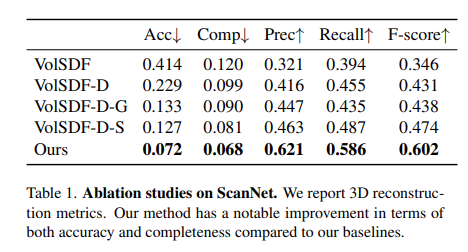 Acc↓ Comp↓ Prec↑ Recall↑ F-score↑
VolSDF 0.414 0.120 0.321 0.394 0.346
VolSDF-D 0.229 0.099 0.416 0.455 0.431
VolSDF-D-G 0.133 0.090 0.447 0.435 0.438
VolSDF-D-S 0.127 0.081 0.463 0.487 0.474
Ours 0.072 0.068 0.621 0.586 0.602
Table 1. Ablation studies on ScanNet. We report 3D reconstruc-
tion metrics. Our method has a notable improvement in terms of
both accuracy and completeness compared to our baselines.